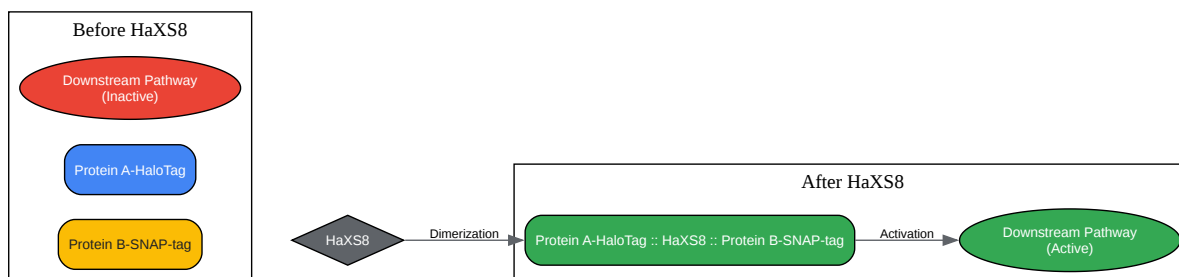 Before HaXS8
Downstream Pathway
(Inactive)
Protein A-HaloTag
Protein B-SNAP-tag
HaXS8
Dimerization
After HaXS8
Protein A-HaloTag :: HaXS8 :: Protein B-SNAP-tag
Activation
Downstream Pathway
(Active)